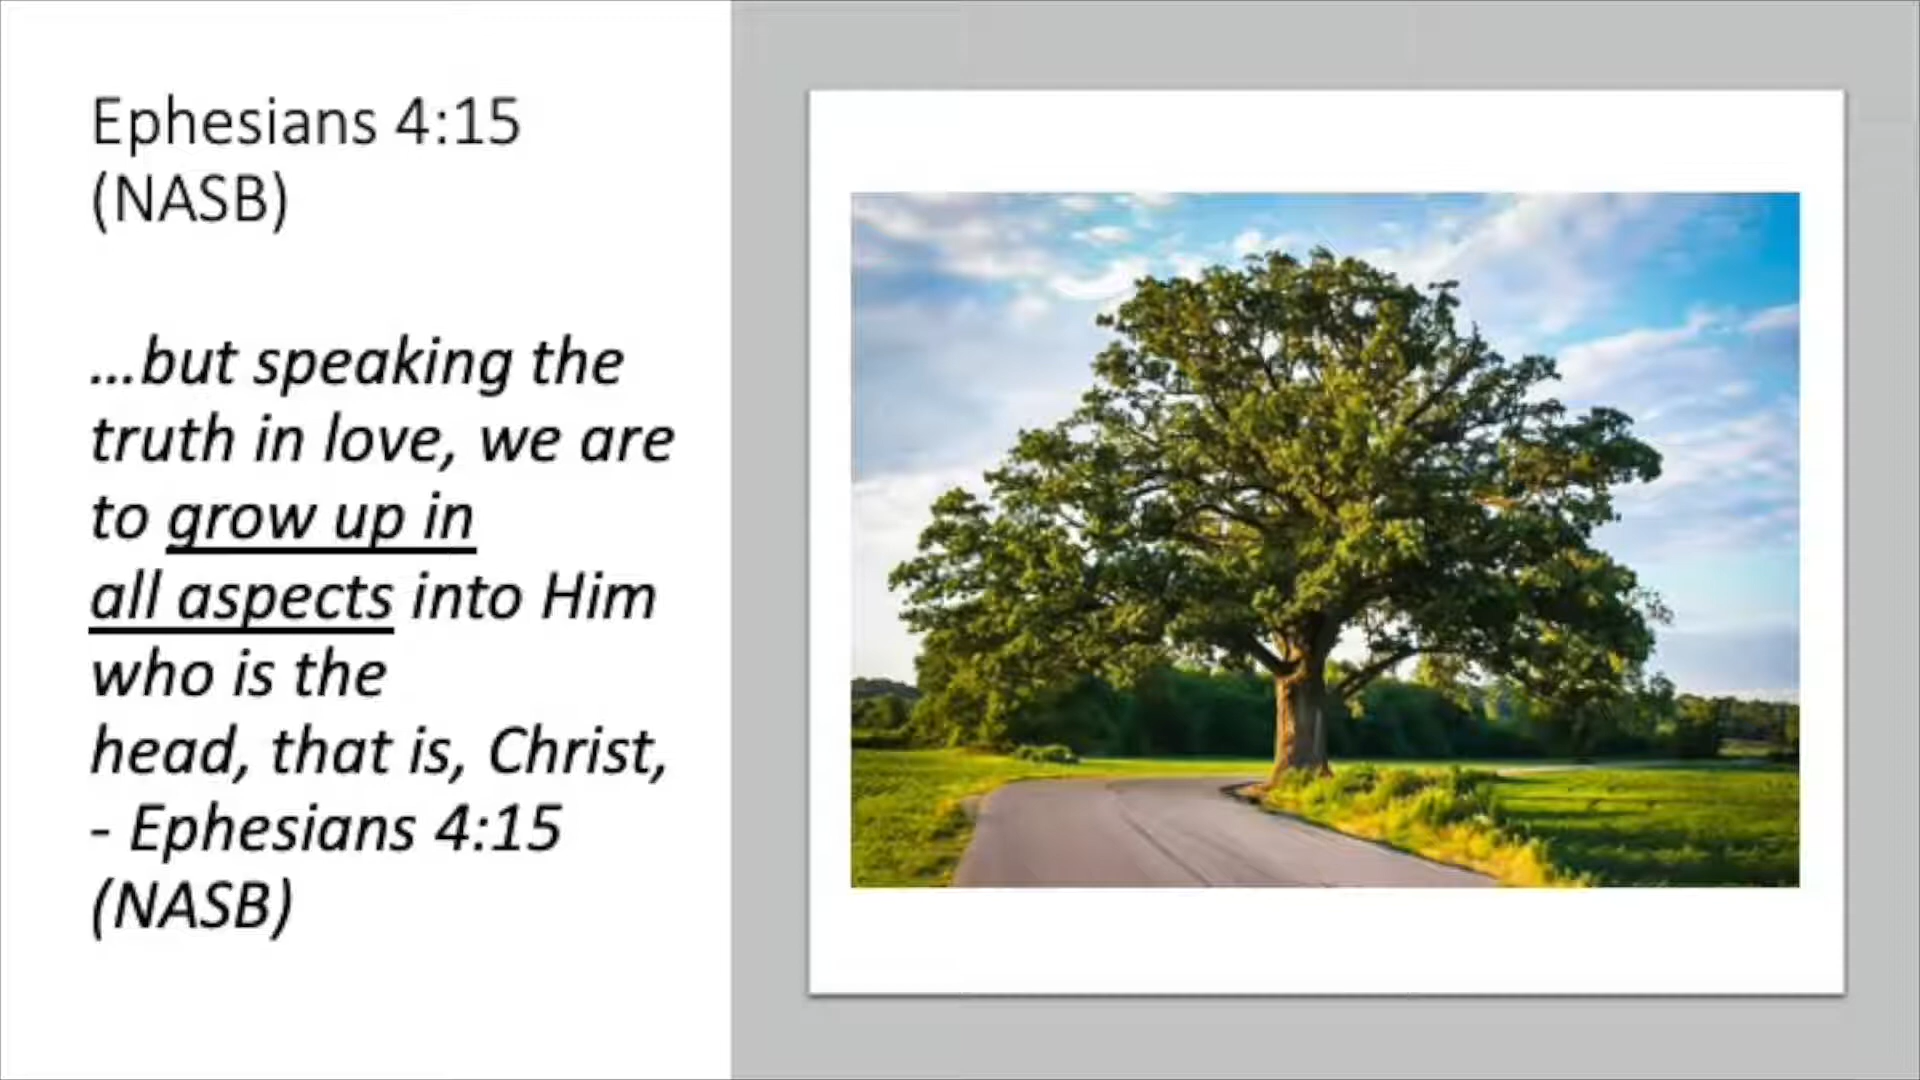 Ephesians 4:15
(NASB)
...but speaking the
truth in love, we are
to grow up in
all aspects into Him
who is the
head, that is, Christ,
- Ephesians 4:15
(NASB)